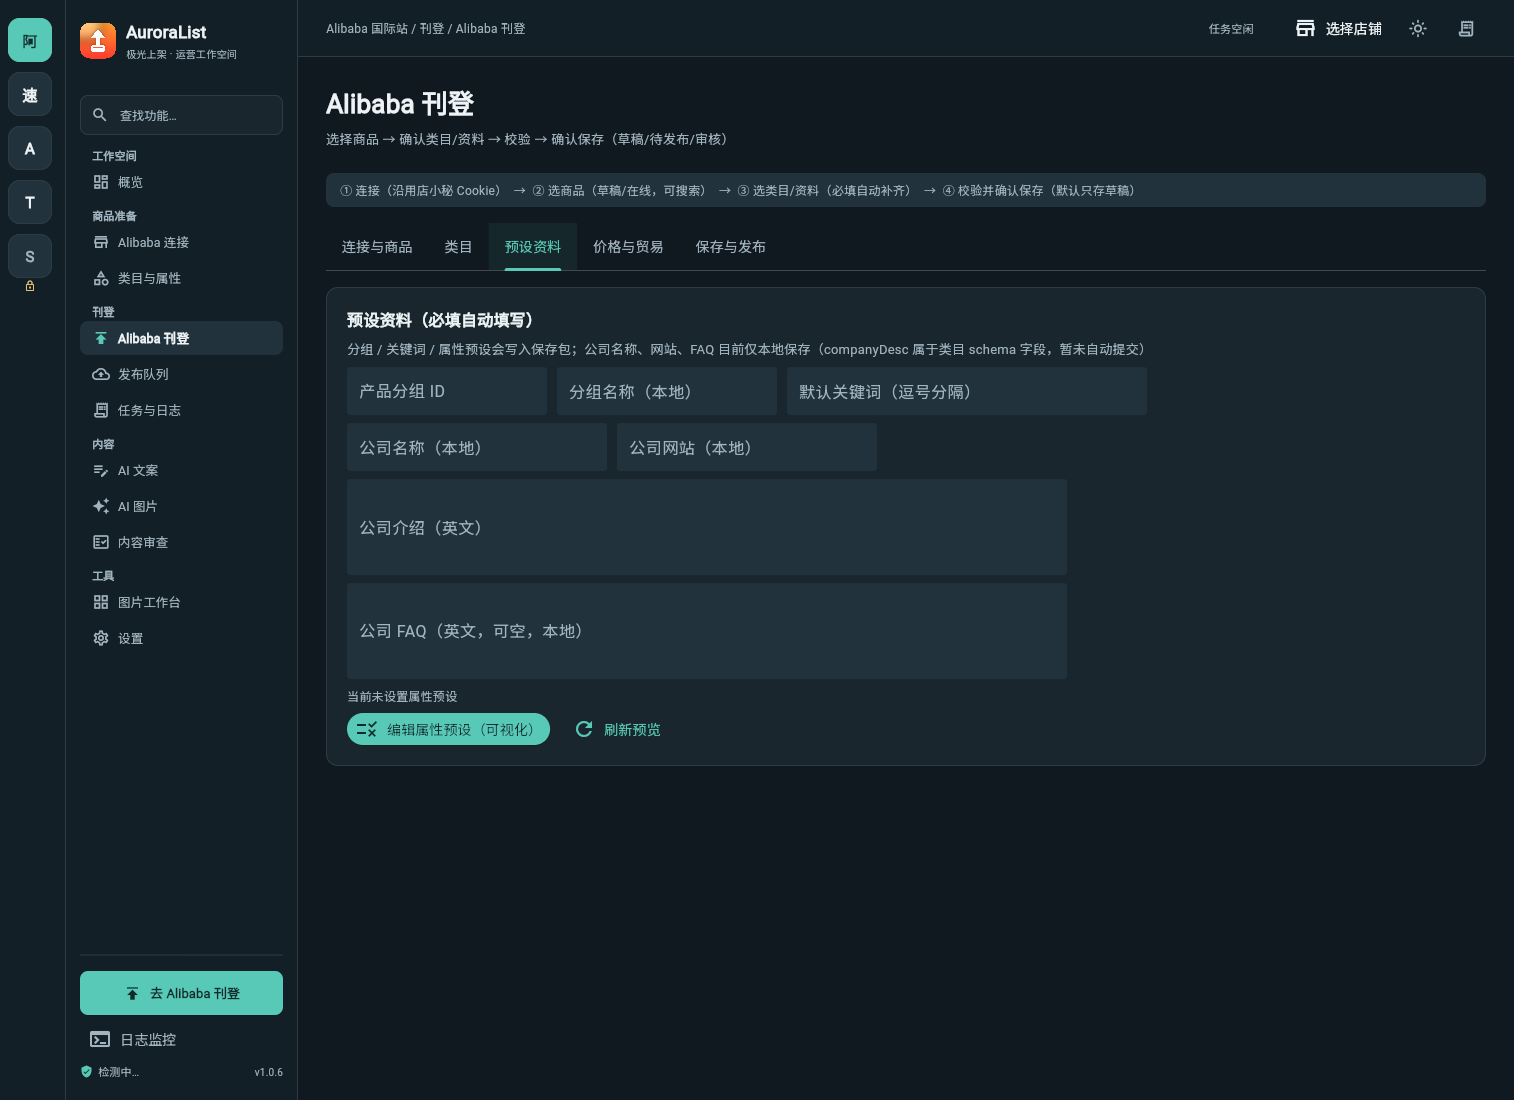 阿
速
A
T
S
AuroraList
极光上架 · 运营工作空间
查找功能...
工作空间
概览
商品准备
Alibaba 连接
类目与属性
刊登
Alibaba 刊登
发布队列
任务与日志
内容
AI 文案
AI 图片
内容审查
工具
图片工作台
设置
去 Alibaba 刊登
日志监控
检测中... v1.0.6
Alibaba 国际站 / 刊登 / Alibaba 刊登
任务空闲 选择店铺
Alibaba 刊登
选择商品 → 确认类目/资料 → 校验 → 确认保存（草稿/待发布/审核）
① 连接（沿用店小秘 Cookie） → ② 选商品（草稿/在线，可搜索） → ③ 选类目/资料（必填自动补齐） → ④ 校验并确认保存（默认只存草稿）
连接与商品 类目 预设资料 价格与贸易 保存与发布
预设资料（必填自动填写）
分组 / 关键词 / 属性预设会写入保存包；公司名称、网站、FAQ 目前仅本地保存（companyDesc 属于类目 schema 字段，暂未自动提交）
产品分组 ID 分组名称（本地） 默认关键词（逗号分隔）
公司名称（本地） 公司网站（本地）
公司介绍（英文）
公司 FAQ（英文，可空，本地）
当前未设置属性预设
编辑属性预设（可视化） 刷新预览